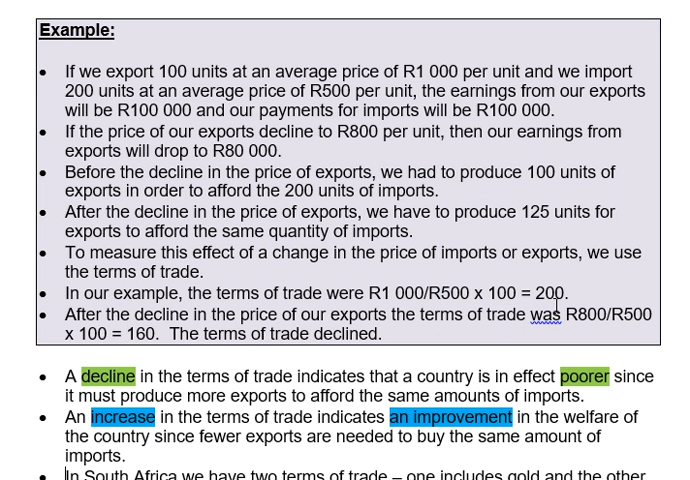 Example:
• If we export 100 units at an average price of R1 000 per unit and we import
200 units at an average price of R500 per unit, the earnings from our exports
will be R100 000 and our payments for imports will be R100 000.
• If the price of our exports decline to R800 per unit, then our earnings from
exports will drop to R80 000.
• Before the decline in the price of exports, we had to produce 100 units of
exports in order to afford the 200 units of imports.
• After the decline in the price of exports, we have to produce 125 units for
exports to afford the same quantity of imports.
• To measure this effect of a change in the price of imports or exports, we use
the terms of trade.
• In our example, the terms of trade were R1 000/R500 x 100 = 200.
• After the decline in the price of our exports the terms of trade was R800/R500
x 100 = 160. The terms of trade declined.
• A decline in the terms of trade indicates that a country is in effect poorer since
it must produce more exports to afford the same amounts of imports.
• An increase in the terms of trade indicates an improvement in the welfare of
the country since fewer exports are needed to buy the same amount of
imports.
• In South Africa we have two terms of trade – one includes gold and the other